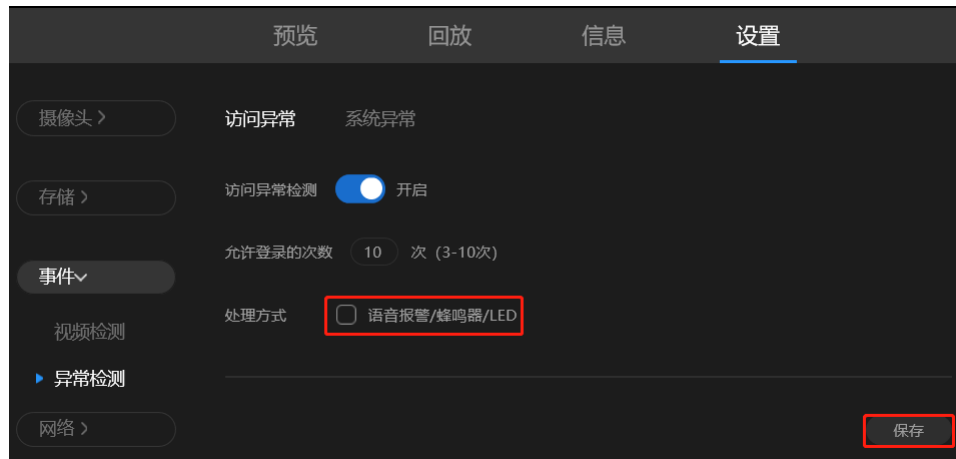 预览 回放 信息 设置
摄像头 >
访问异常 系统异常
访问异常检测 开启
存储 >
允许登录的次数 10 次 (3-10次)
事件
处理方式 语音报警/蜂鸣器/LED
视频检测
异常检测
网络 >
保存